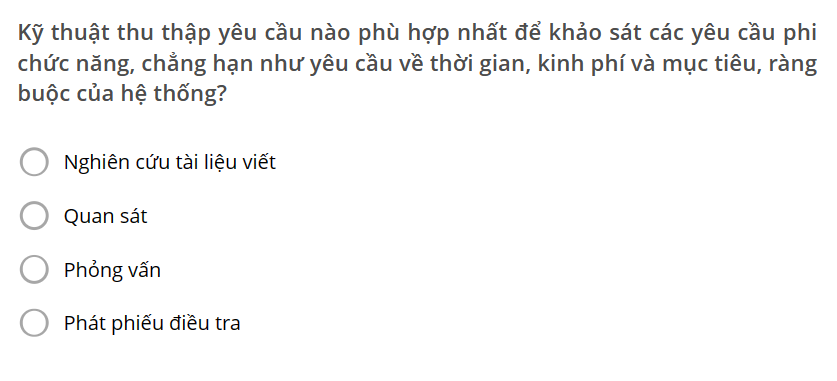 Kỹ thuật thu thập yêu cầu nào phù hợp nhất để khảo sát các yêu cầu phi
chức năng, chẳng hạn như yêu cầu về thời gian, kinh phí và mục tiêu, ràng
buộc của hệ thống?
Nghiên cứu tài liệu viết
Quan sát
Phỏng vấn
Phát phiếu điều tra